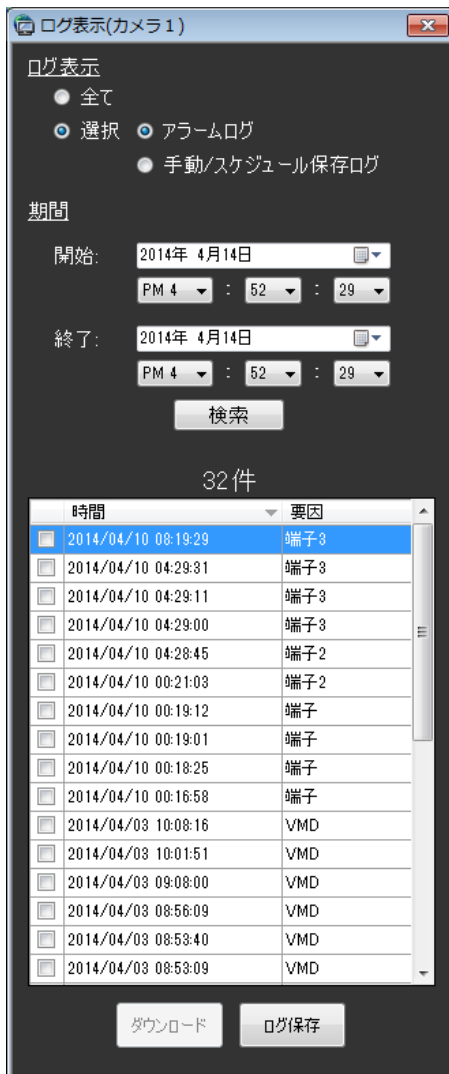 ログ表示(カメラ1)
ログ表示
全て
選択 アラームログ
手動/スケジュール保存ログ
期間
開始: 2014年 4月14日
PM 4 : 52 : 29
終了: 2014年 4月14日
PM 4 : 52 : 29
検索
32件
時間 要因
2014/04/10 08:19:29 端子3
2014/04/10 04:29:31 端子3
2014/04/10 04:29:11 端子3
2014/04/10 04:29:00 端子3
2014/04/10 04:28:45 端子2
2014/04/10 00:21:03 端子2
2014/04/10 00:19:12 端子
2014/04/10 00:19:01 端子
2014/04/10 00:18:25 端子
2014/04/10 00:16:58 端子
2014/04/03 10:08:16 VMD
2014/04/03 10:01:51 VMD
2014/04/03 09:08:00 VMD
2014/04/03 08:56:09 VMD
2014/04/03 08:53:40 VMD
2014/04/03 08:53:09 VMD
ダウンロード ログ保存